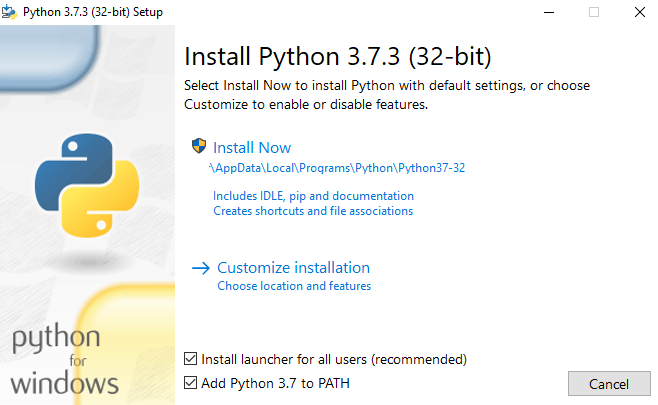 Python 3.7.3 (32-bit) Setup
Install Python 3.7.3 (32-bit)
Select Install Now to install Python with default settings, or choose
Customize to enable or disable features.
Install Now
\AppData\Local\Programs\Python\Python37-32
Includes IDLE, pip and documentation
Creates shortcuts and file associations
Customize installation
Choose location and features
python
for
windows
Install launcher for all users (recommended)
Add Python 3.7 to PATH
Cancel